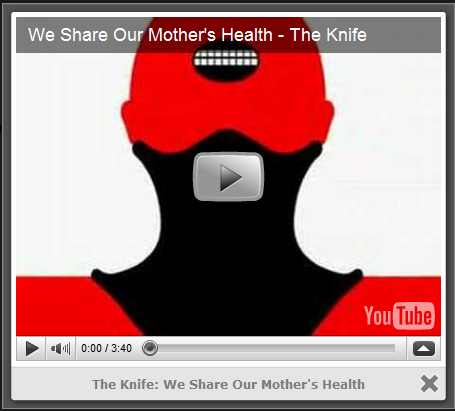 We Share Our Mother's Health - The Knife
YouTube
0:00 / 3:40
The Knife: We Share Our Mother's Health